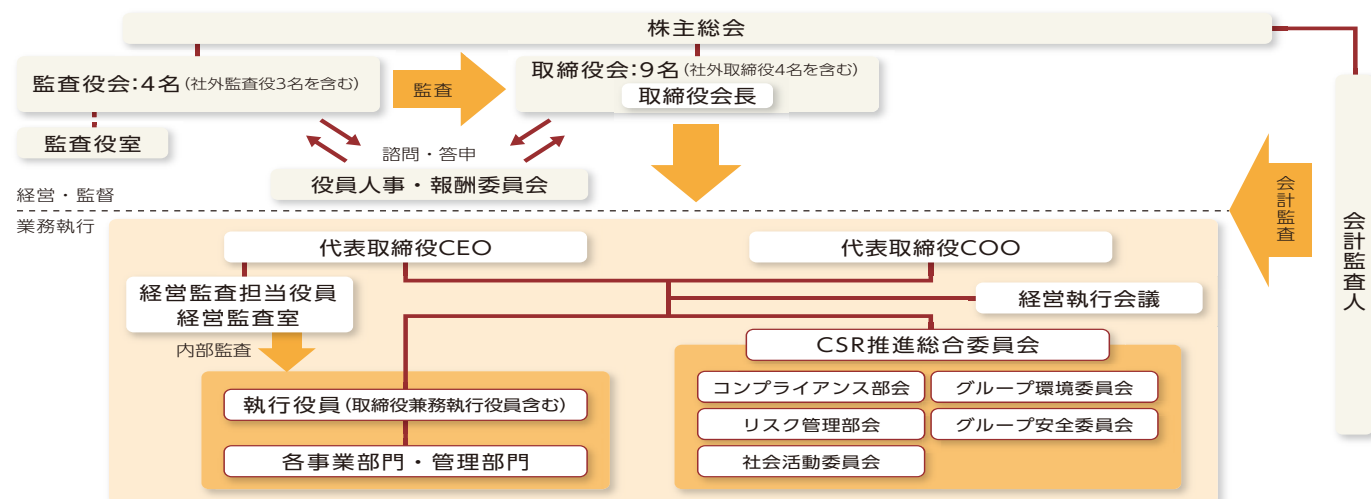 株主総会
監査役会:4名(社外監査役3名を含む)
監査
取締役会:9名(社外取締役4名を含む)
取締役会長
監査役室
諮問・答申
役員人事・報酬委員会
会計監査
会計監査人
経営・監督
業務執行
代表取締役CEO
代表取締役COO
経営監査担当役員
経営監査室
経営執行会議
内部監査
CSR推進総合委員会
執行役員(取締役兼務執行役員含む)
各事業部門・管理部門
コンプライアンス部会
グループ環境委員会
リスク管理部会
グループ安全委員会
社会活動委員会